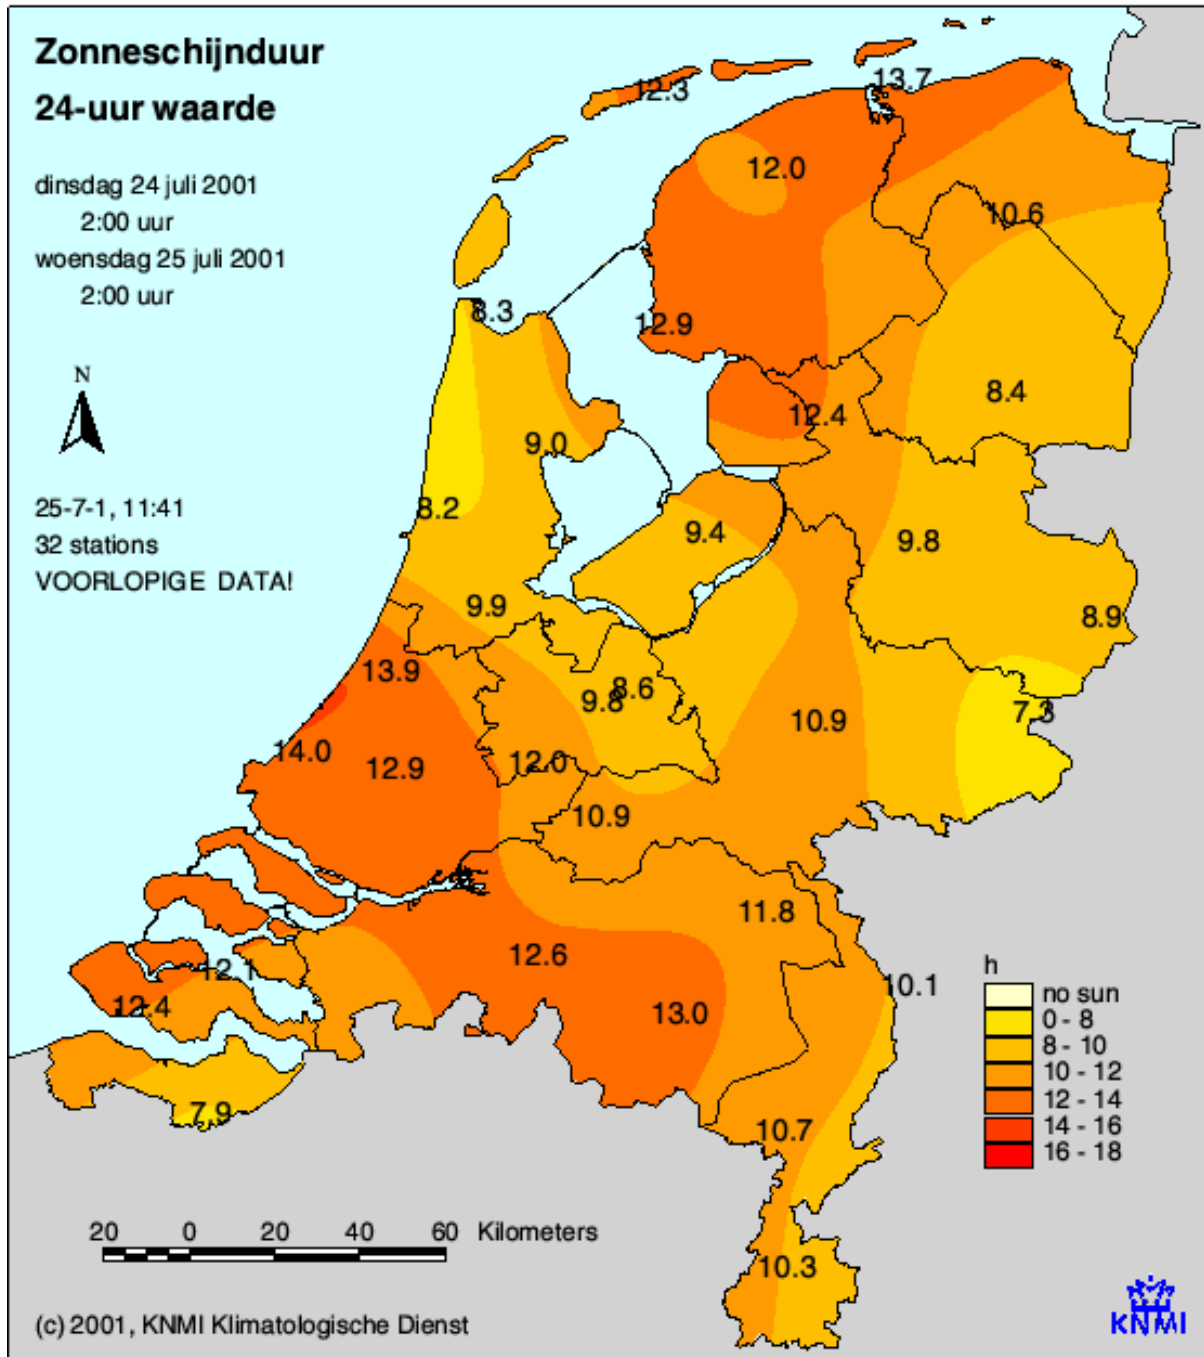 Zonneschijnduur
24-uur waarde
dinsdag 24 juli 2001
2:00 uur
woensdag 25 juli 2001
2:00 uur
N
25-7-1, 11:41
32 stations
VOORLOPIGE DATA!
12.3
13.7
12.0
10.6
8.3
12.9
8.4
12.4
9.0
8.2
9.4
9.8
9.9
8.9
13.9
8.6
9.8
7.3
10.9
14.0
12.9
12.0
10.9
11.8
12.6
12.1
10.1
12.4
13.0
7.9
10.7
10.3
h
no sun
0 - 8
8 - 10
10 - 12
12 - 14
14 - 16
16 - 18
20 0 20 40 60 Kilometers
(c) 2001, KNMI Klimatologische Dienst
KNMI